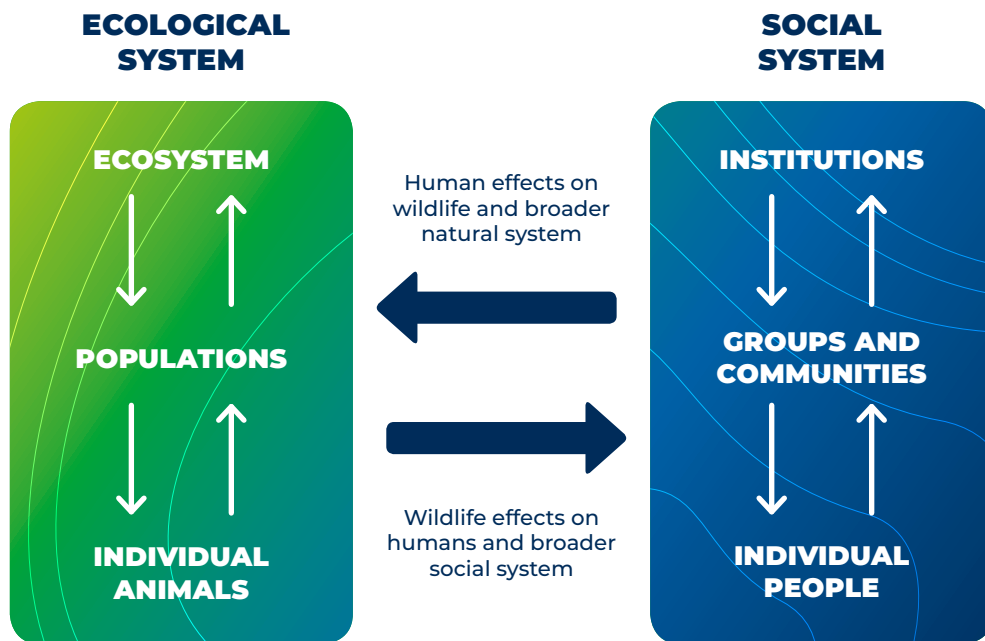 ECOLOGICAL
SYSTEM
ECOSYSTEM
POPULATIONS
INDIVIDUAL
ANIMALS
Human effects on
wildlife and broader
natural system
Wildlife effects on
humans and broader
social system
SOCIAL
SYSTEM
INSTITUTIONS
GROUPS AND
COMMUNITIES
INDIVIDUAL
PEOPLE